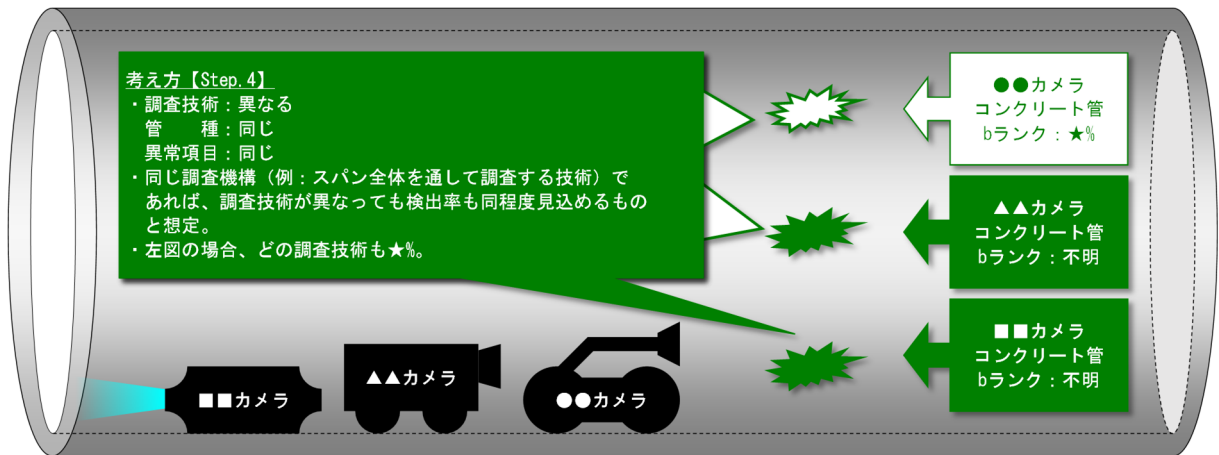 考え方【Step.4】
・調査技術：異なる
管　　種：同じ
異常項目：同じ
・同じ調査機構（例：スパン全体を通して調査する技術）で
あれば、調査技術が異なっても検出率も同程度見込めるもの
と想定。
・左図の場合、どの調査技術も★%。
●●カメラ
コンクリート管
bランク：★%
▲▲カメラ
コンクリート管
bランク：不明
■■カメラ
コンクリート管
bランク：不明
■■カメラ
▲▲カメラ
●●カメラ